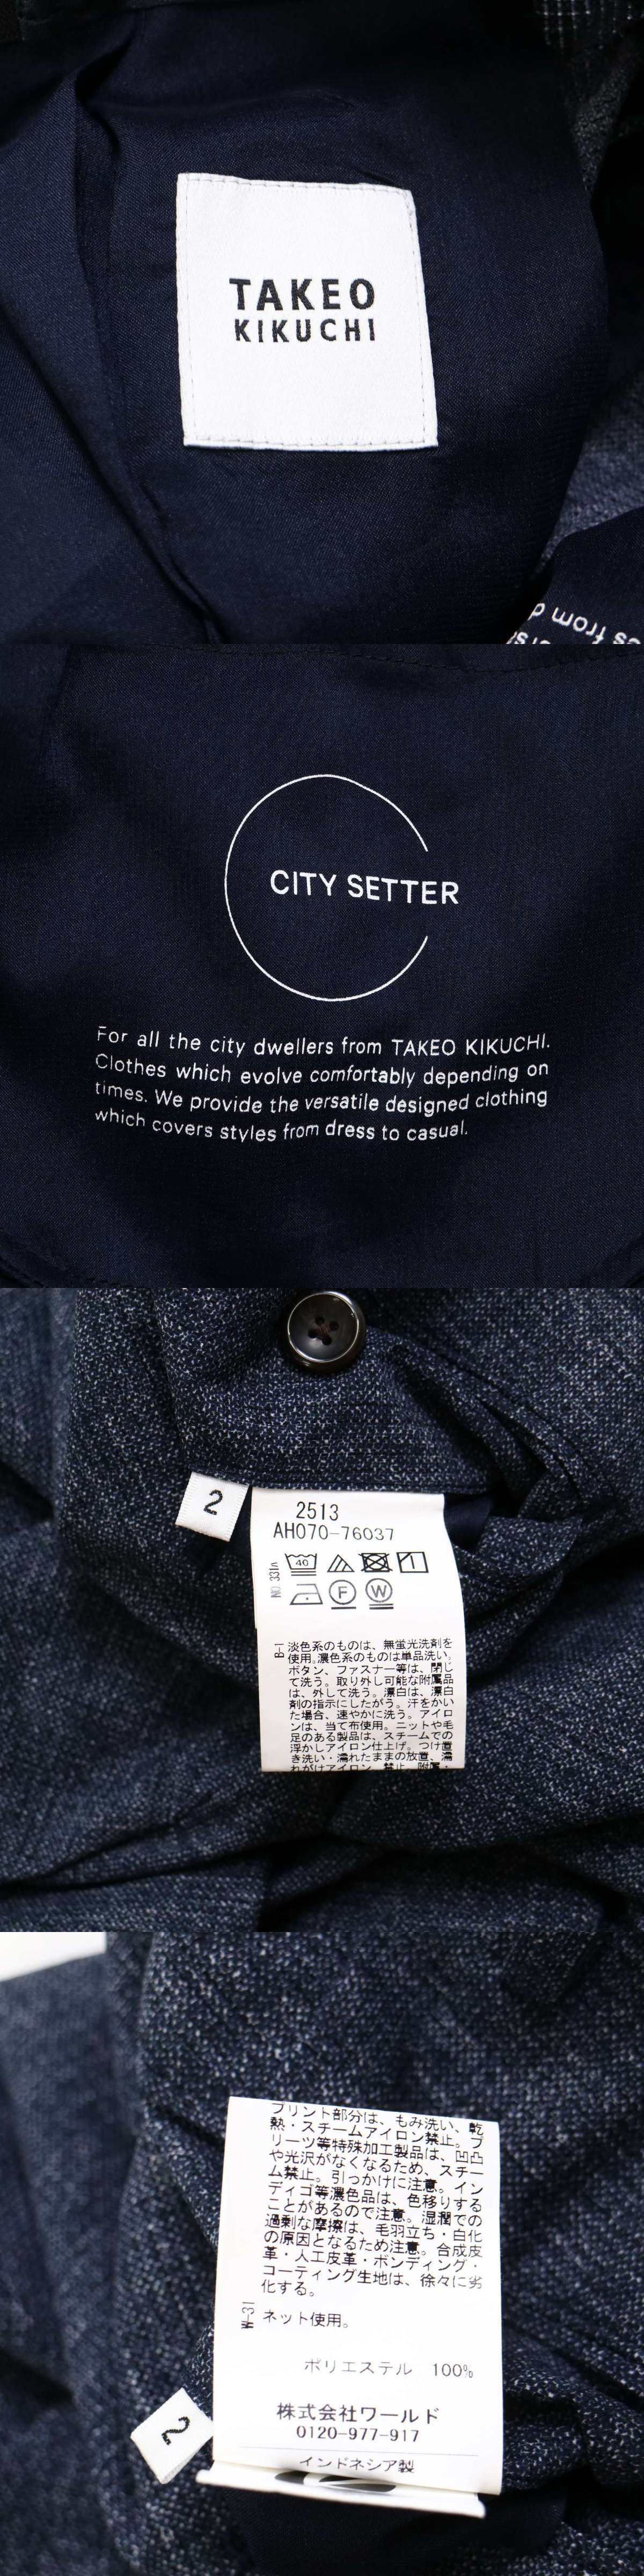 TAKEO
KIKUCHI
es from d
CITY SETTER
For all the city dwellers from TAKEO KIKUCHI.
Clothes which evolve comfortably depending on
times. We provide the versatile designed clothing
which covers styles from dress to casual.
2
2513
AH070-76037
40
F
W
B-1
淡色系のものは、無蛍光洗剤を
使用。濃色系のものは単品洗い。
ボタン、ファスナー等は、閉じ
て洗う。取り外し可能な附属品
は、外して洗う。漂白は、漂白
剤の指示にしたがう。汗をかい
た場合、速やかに洗う。アイロ
ンは、当て布使用。ニットや毛
足のある製品は、スチームでの
浮かしアイロン仕上げ。つけ置
き洗い・濡れたままの放置、濡
れがけアイロン 禁止。附属・
プリント部分は、もみ洗い、乾
熱・スチームアイロン禁止。プ
リーツ等特殊加工製品は、凹凸
や光沢がなくなるため、スチー
ム禁止。引っかけに注意。イン
ディゴ等濃色品は、色移りする
ことがあるので注意。湿潤での
過剰な摩擦は、毛羽立ち・白化
の原因となるため注意。合成皮
革・人工皮革・ボンディング・
コーティング生地は、徐々に劣
化する。
ネット使用。
ポリエステル 100%
株式会社ワールド
0120-977-917
インドネシア製
2